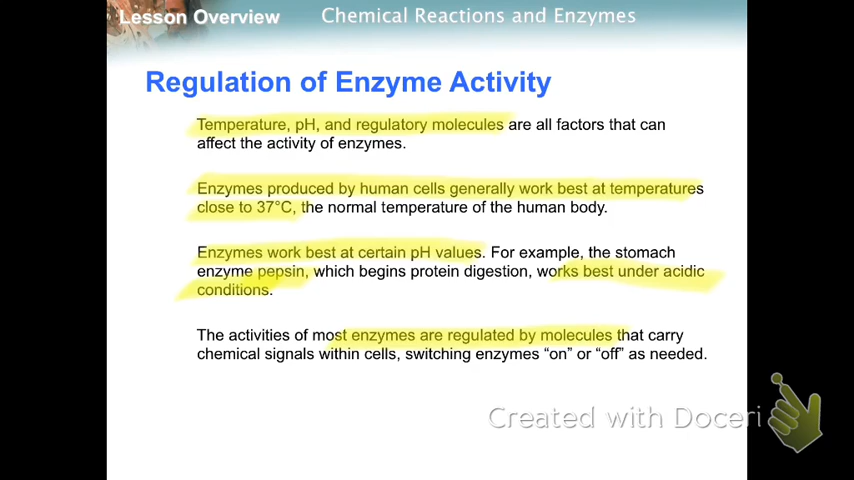 Lesson Overview Chemical Reactions and Enzymes
Regulation of Enzyme Activity
Temperature, pH, and regulatory molecules are all factors that can
affect the activity of enzymes.
Enzymes produced by human cells generally work best at temperatures
close to 37°C, the normal temperature of the human body.
Enzymes work best at certain pH values. For example, the stomach
enzyme pepsin, which begins protein digestion, works best under acidic
conditions.
The activities of most enzymes are regulated by molecules that carry
chemical signals within cells, switching enzymes “on” or “off” as needed.
Created with Doceri